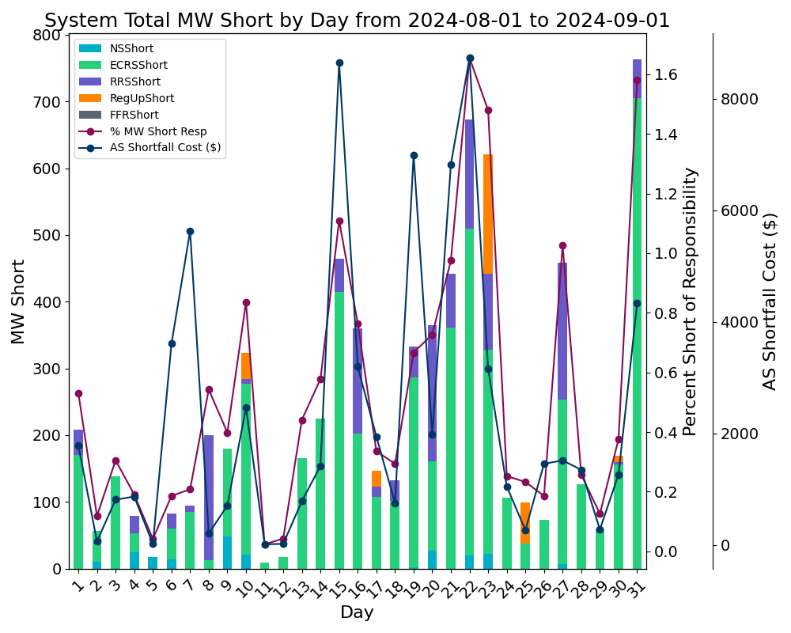 System Total MW Short by Day from 2024-08-01 to 2024-09-01
NSShort
ECRSShort
RRSShort
RegUpShort
FFRShort
% MW Short Resp
AS Shortfall Cost ($)
MW Short
800
700
600
500
400
300
200
100
0
1 2 3 4 5 6 7 8 9 10 11 12 13 14 15 16 17 18 19 20 21 22 23 24 25 26 27 28 29 30 31
Day
1.6
1.4
1.2
1.0
0.8
0.6
0.4
0.2
0.0
Percent Short of Responsibility
8000
6000
4000
2000
0
AS Shortfall Cost ($)